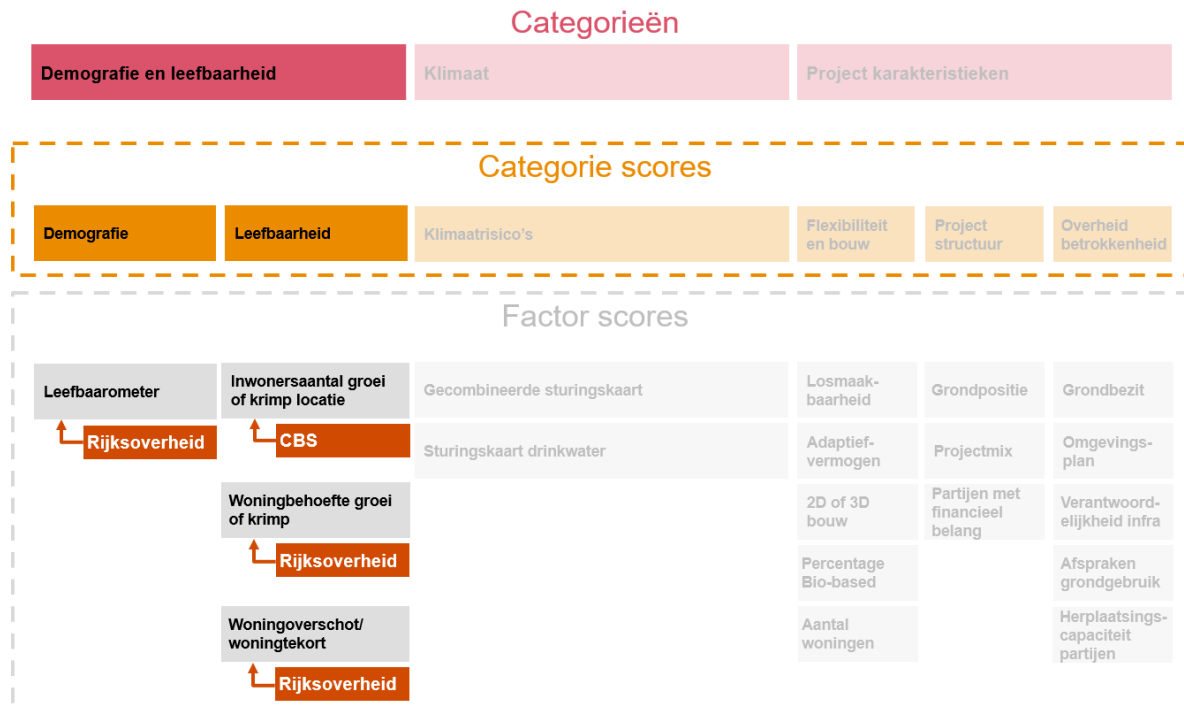 Categorieën
Demografie en leefbaarheid
Klimaat
Project karakteristieken
Categorie scores
Demografie
Leefbaarheid
Klimaatrisico's
Flexibiliteit
en bouw
Project
structuur
Overheid
betrokkenheid
Factor scores
Leefbaarometer
Rijksoverheid
Inwonersaantal groei
of krimp locatie
CBS
Woningbehoefte groei
of krimp
Rijksoverheid
Woningoverschot/
woningtekort
Rijksoverheid
Gecombineerde sturingskaart
Sturingskaart drinkwater
Losmaak-
baarheid
Adaptief-
vermogen
2D of 3D
bouw
Percentage
Bio-based
Aantal
woningen
Grondpositie
Projectmix
Partijen met
financieel
belang
Grondbezit
Omgevings-
plan
Verantwoord-
elijkheid infra
Afspraken
grondgebruik
Herplaatsings-
capaciteit
partijen